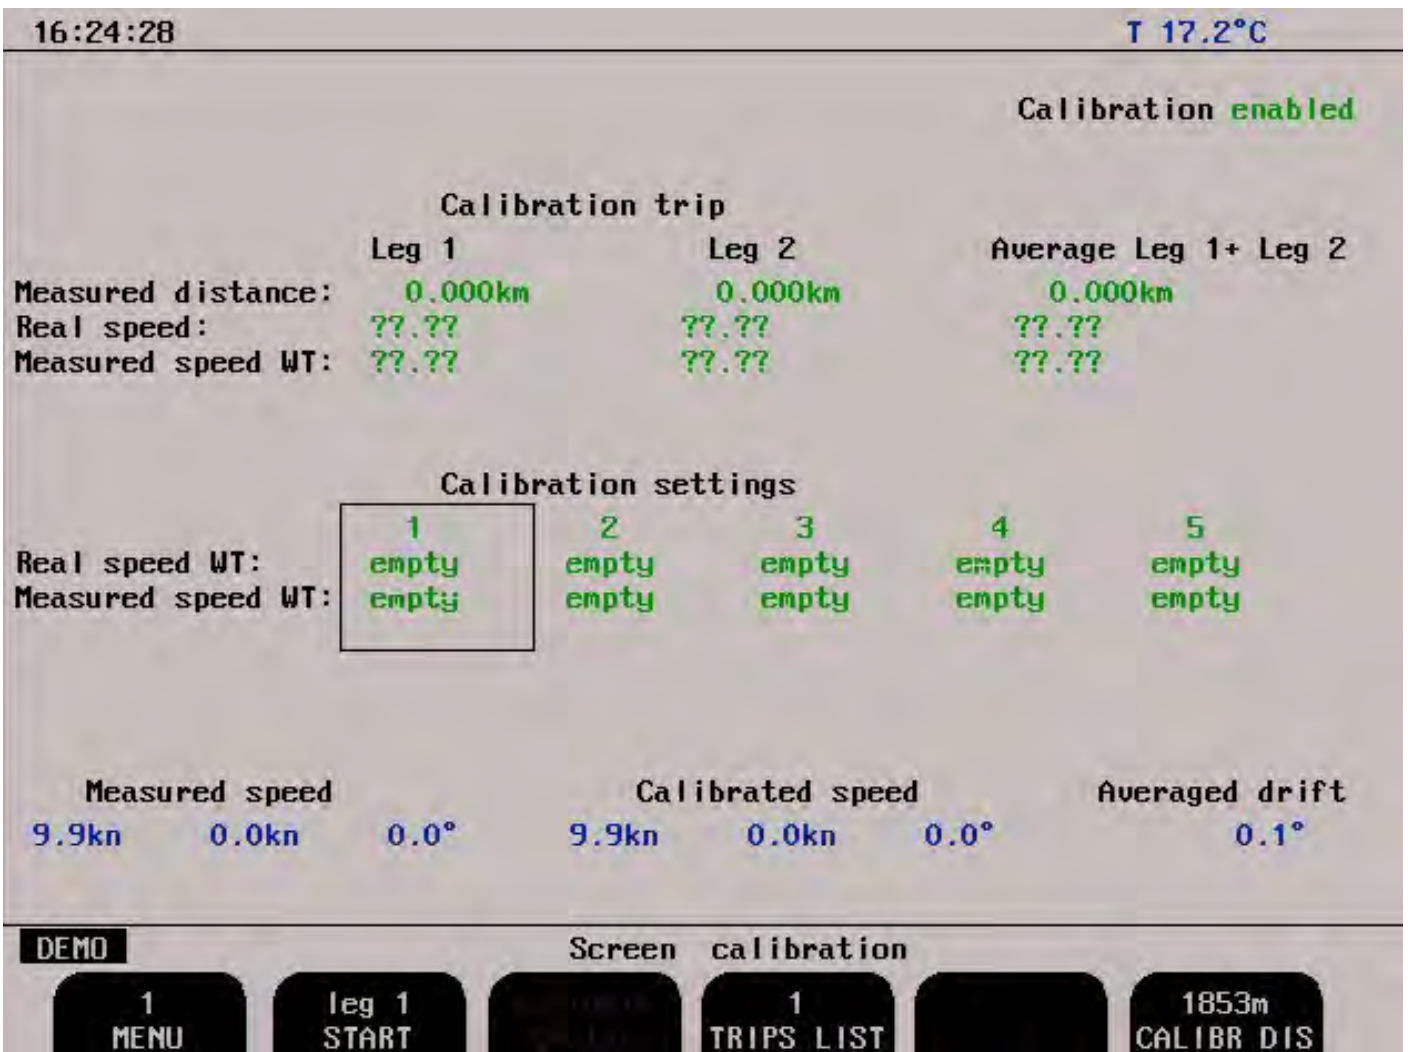 16:24:28 T 17.2°C
Calibration enabled
Calibration trip
Leg 1 Leg 2 Average Leg 1+ Leg 2
Measured distance: 0.000km 0.000km 0.000km
Real speed: ??.?? ??.?? ??.??
Measured speed WT: ??.?? ??.?? ??.??
Calibration settings
1 2 3 4 5
Real speed WT: empty empty empty empty empty
Measured speed WT: empty empty empty empty empty
Measured speed Calibrated speed Averaged drift
9.9kn 0.0kn 0.0° 9.9kn 0.0kn 0.0° 0.1°
DEMO Screen calibration
1 leg 1 1 1853m
MENU START TRIPS LIST CALIBR DIS